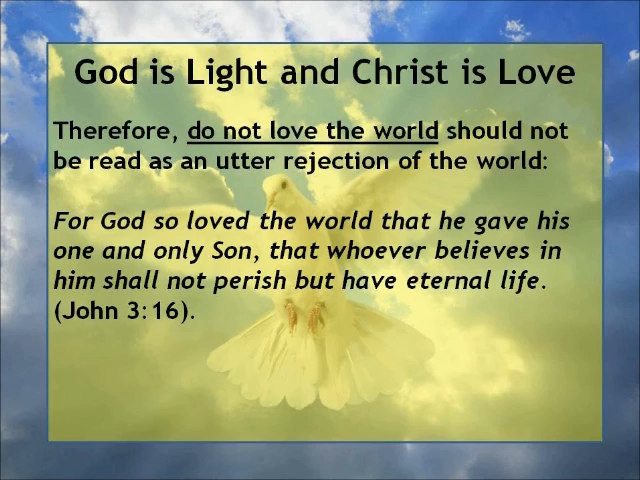 God is Light and Christ is Love
Therefore, do not love the world should not
be read as an utter rejection of the world:
For God so loved the world that he gave his
one and only Son, that whoever believes in
him shall not perish but have eternal life.
(John 3:16).